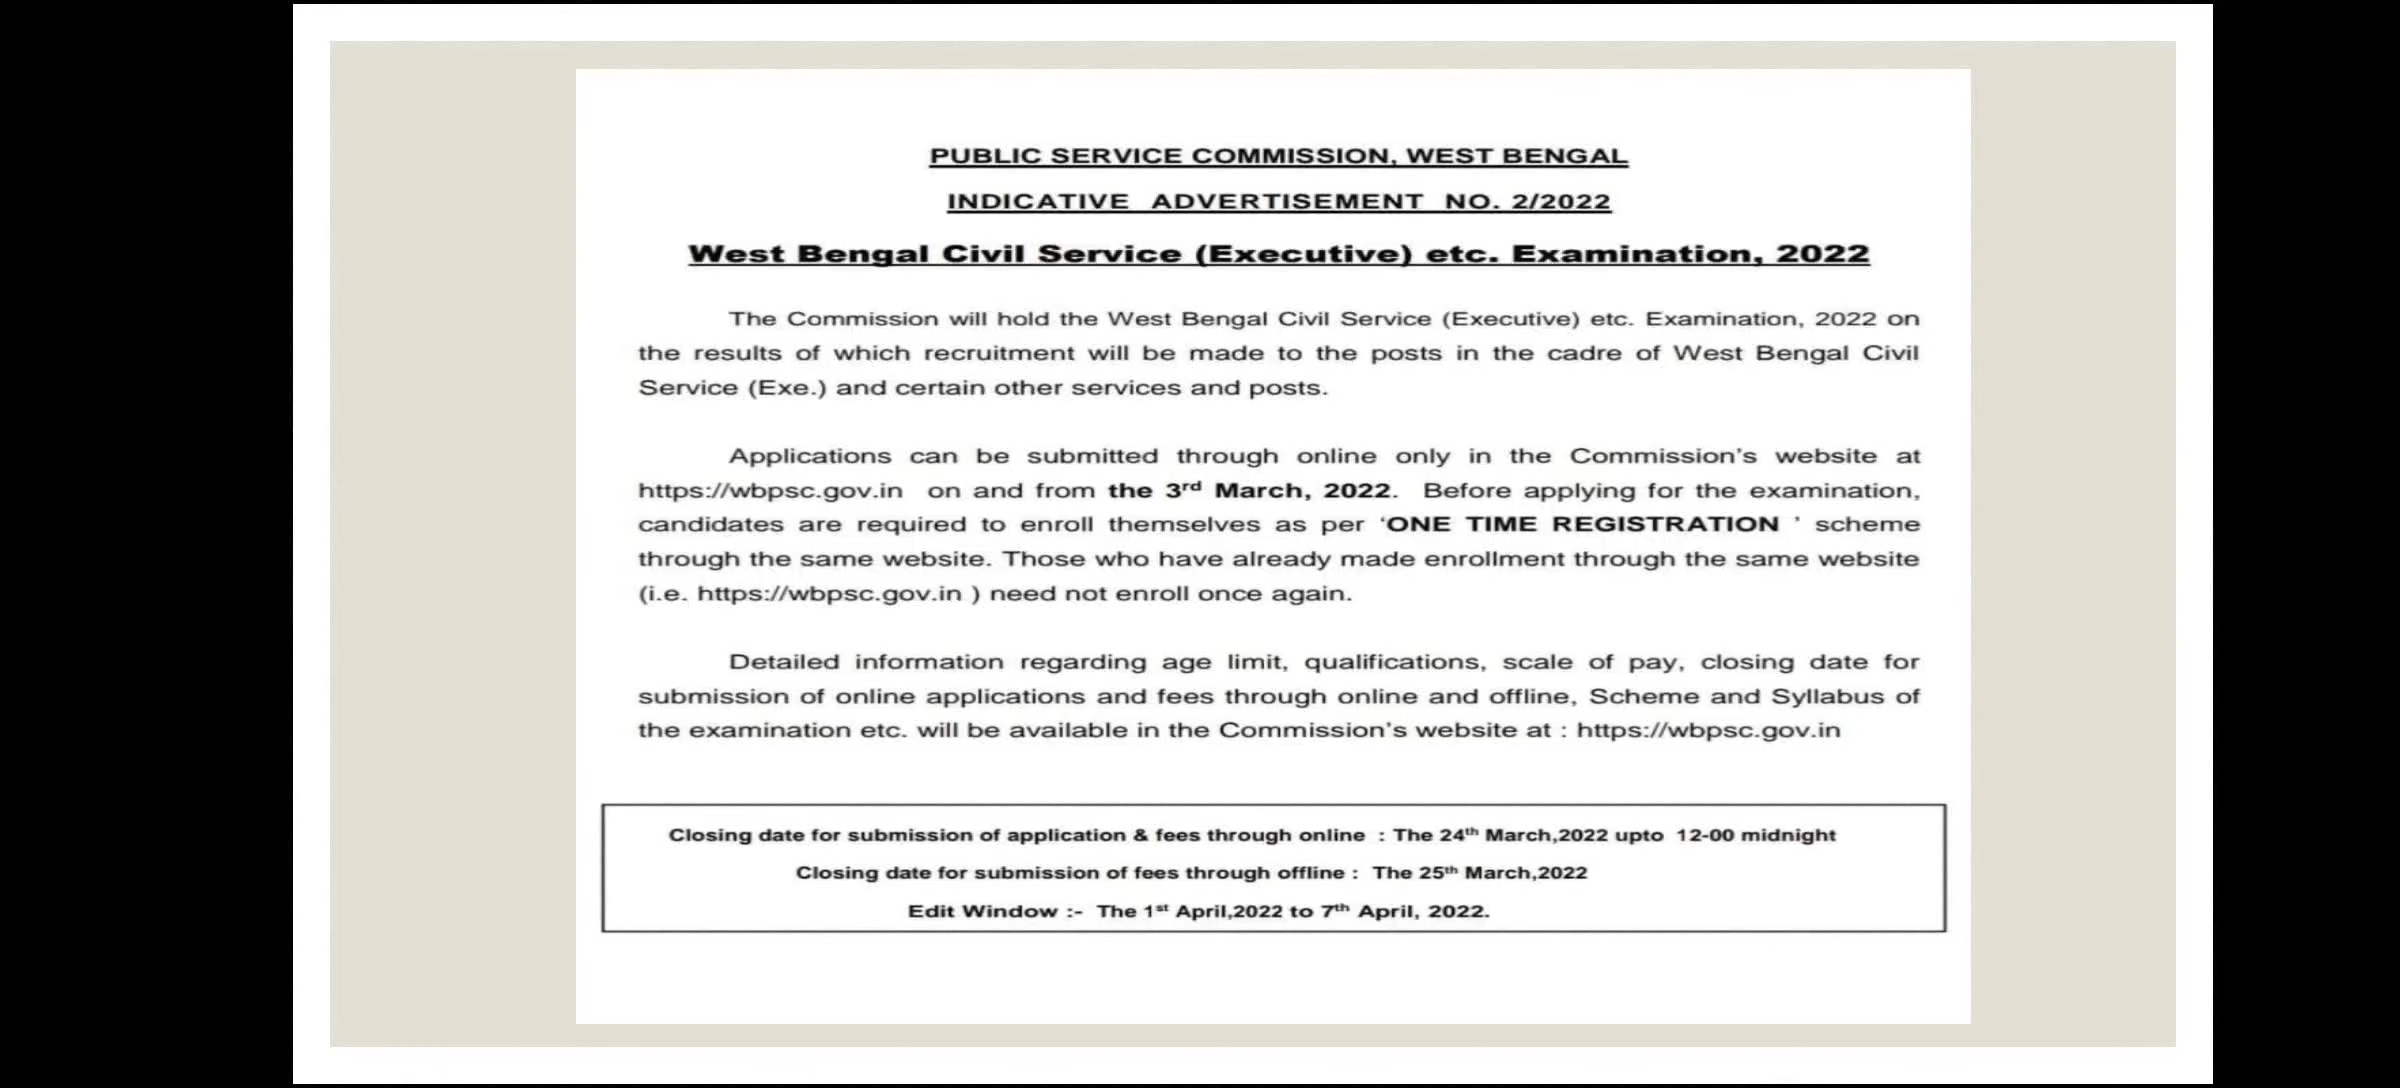 PUBLIC SERVICE COMMISSION, WEST BENGAL
INDICATIVE ADVERTISEMENT NO. 2/2022
West Bengal Civil Service (Executive) etc. Examination, 2022
The Commission will hold the West Bengal Civil Service (Executive) etc. Examination, 2022 on
the results of which recruitment will be made to the posts in the cadre of West Bengal Civil
Service (Exe.) and certain other services and posts.
Applications can be submitted through online only in the Commission's website at
https://wbpsc.gov.in on and from the 3rd March, 2022. Before applying for the examination,
candidates are required to enroll themselves as per 'ONE TIME REGISTRATION ' scheme
through the same website. Those who have already made enrollment through the same website
(i.e. https://wbpsc.gov.in ) need not enroll once again.
Detailed information regarding age limit, qualifications, scale of pay, closing date for
submission of online applications and fees through online and offline, Scheme and Syllabus of
the examination etc. will be available in the Commission's website at : https://wbpsc.gov.in
Closing date for submission of application & fees through online : The 24th March,2022 upto 12-00 midnight
Closing date for submission of fees through offline : The 25th March,2022
Edit Window :- The 1st April,2022 to 7th April, 2022.